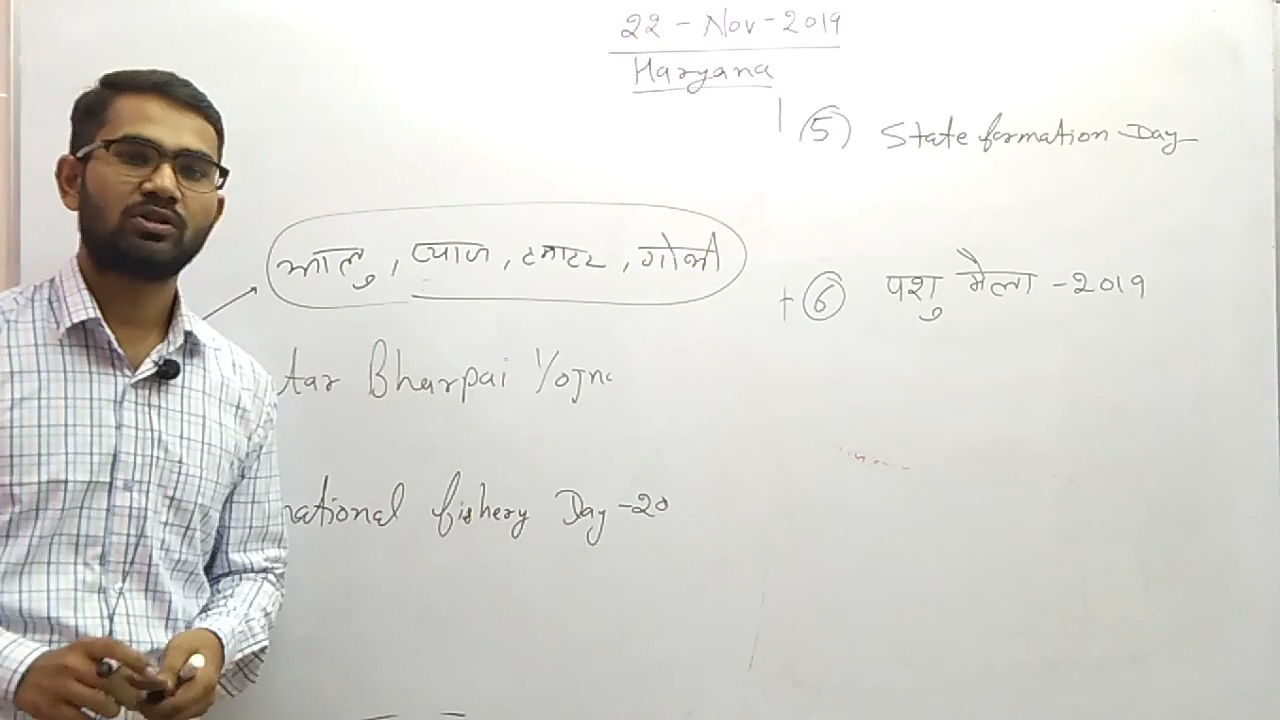 22 - Nov - 2019
Haryana
आलु, प्याज, टमाटर, गोभी
tar Bharpai Yojna
national fishery Day -20
(5) State formation Day
(6) पशु मैला -2019